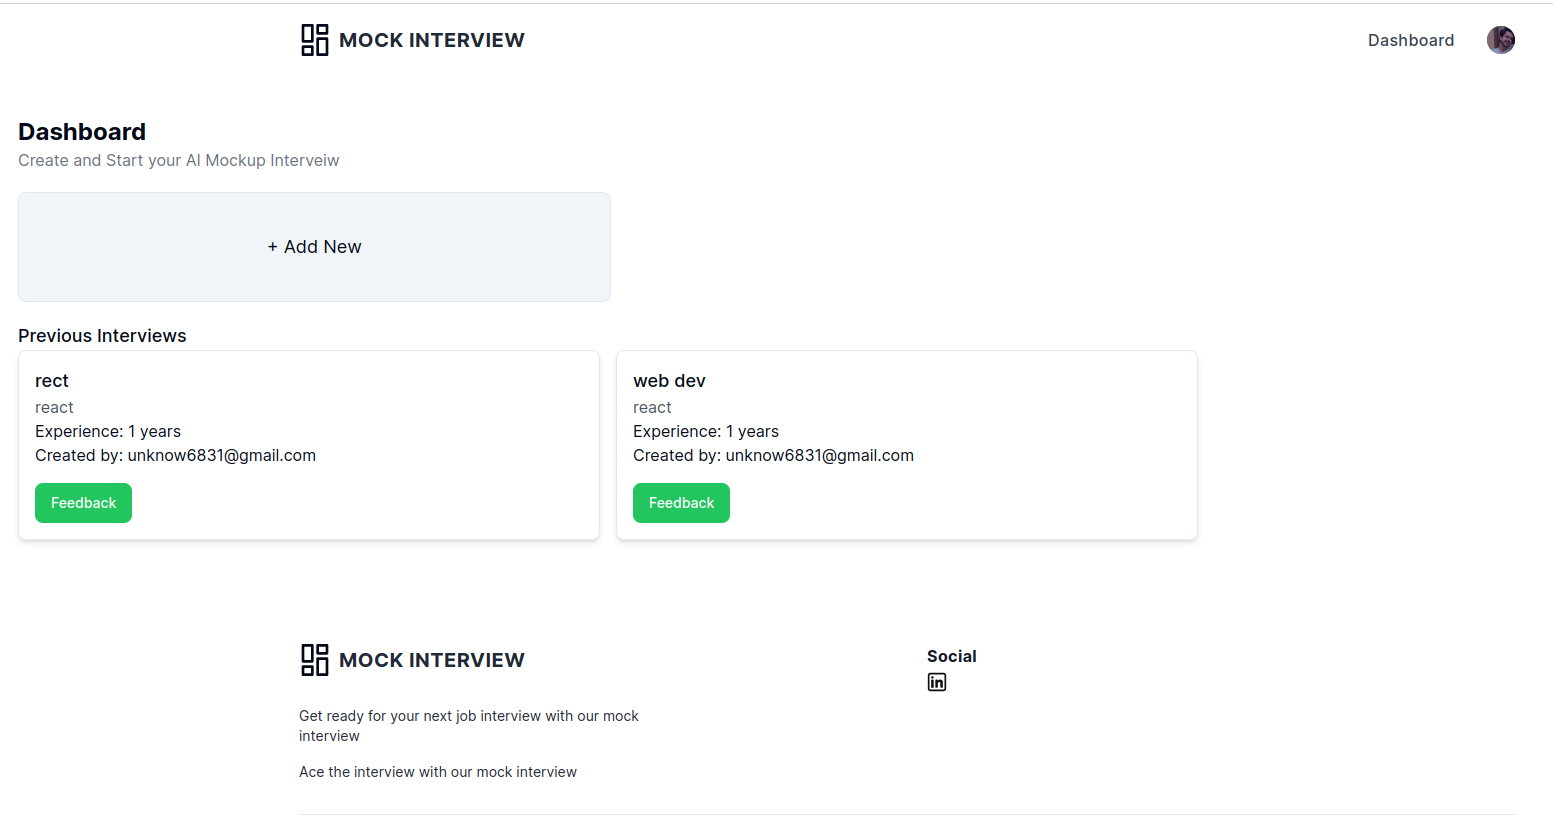 MOCK INTERVIEW
Dashboard
Dashboard
Create and Start your AI Mockup Interveiw
+ Add New
Previous Interviews
rect
react
Experience: 1 years
Created by: unknow6831@gmail.com
Feedback
web dev
react
Experience: 1 years
Created by: unknow6831@gmail.com
Feedback
MOCK INTERVIEW
Get ready for your next job interview with our mock
interview
Ace the interview with our mock interview
Social
in